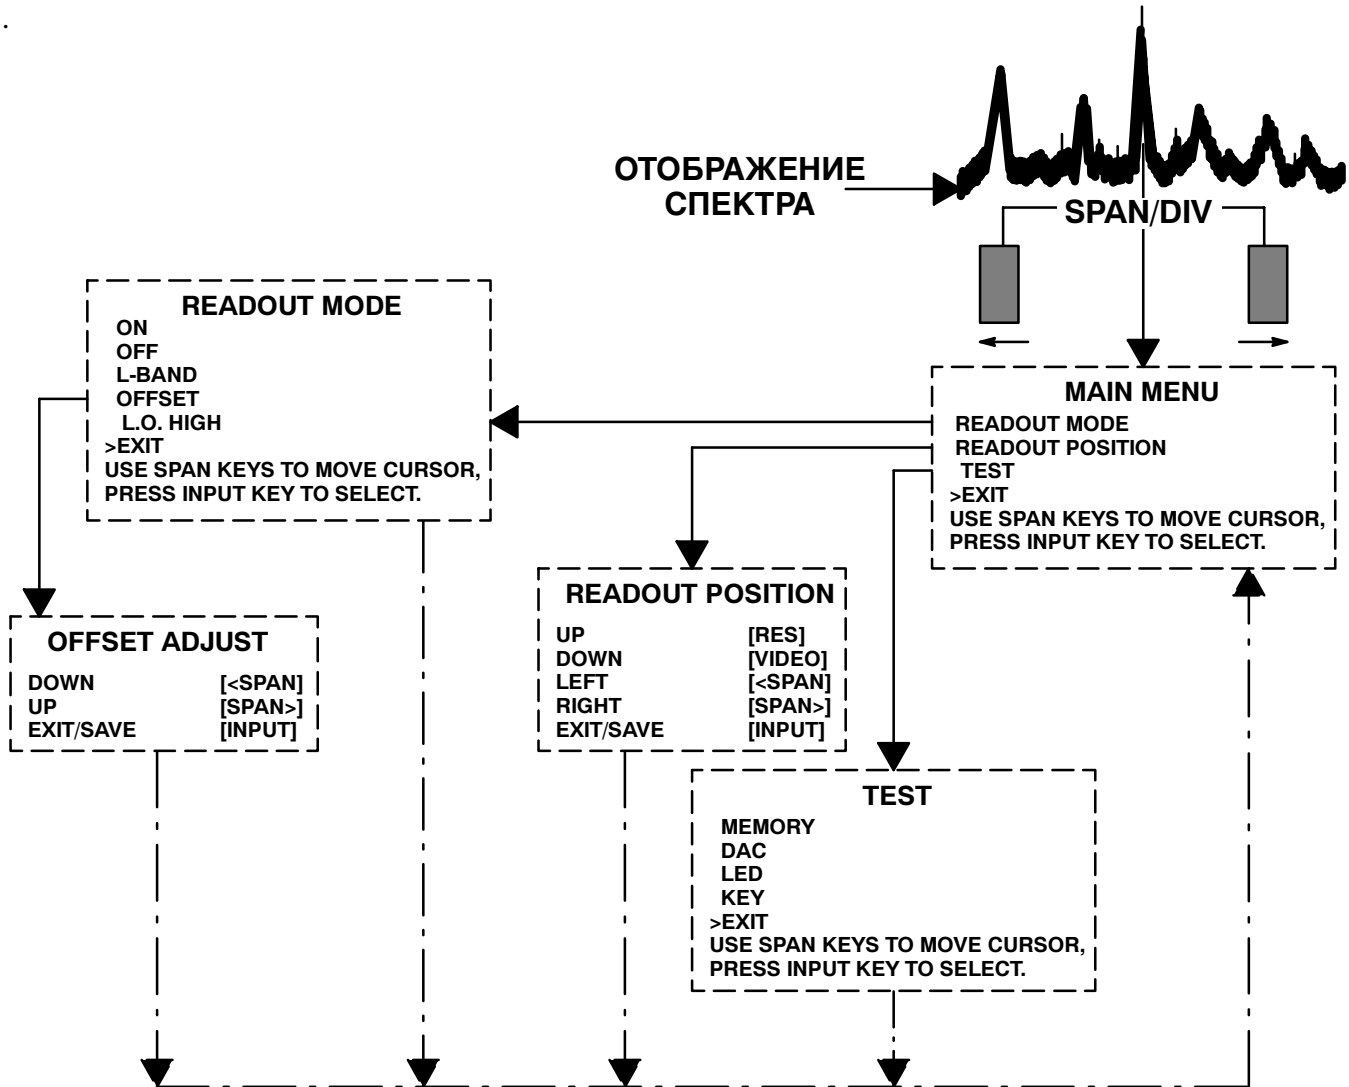 .
ОТОБРАЖЕНИЕ
СПЕКТРА
SPAN/DIV
READOUT MODE
ON
OFF
L-BAND
OFFSET
L.O. HIGH
>EXIT
USE SPAN KEYS TO MOVE CURSOR,
PRESS INPUT KEY TO SELECT.
MAIN MENU
READOUT MODE
READOUT POSITION
TEST
>EXIT
USE SPAN KEYS TO MOVE CURSOR,
PRESS INPUT KEY TO SELECT.
OFFSET ADJUST
DOWN [<SPAN]
UP [SPAN>]
EXIT/SAVE [INPUT]
READOUT POSITION
UP [RES]
DOWN [VIDEO]
LEFT [<SPAN]
RIGHT [SPAN>]
EXIT/SAVE [INPUT]
TEST
MEMORY
DAC
LED
KEY
>EXIT
USE SPAN KEYS TO MOVE CURSOR,
PRESS INPUT KEY TO SELECT.